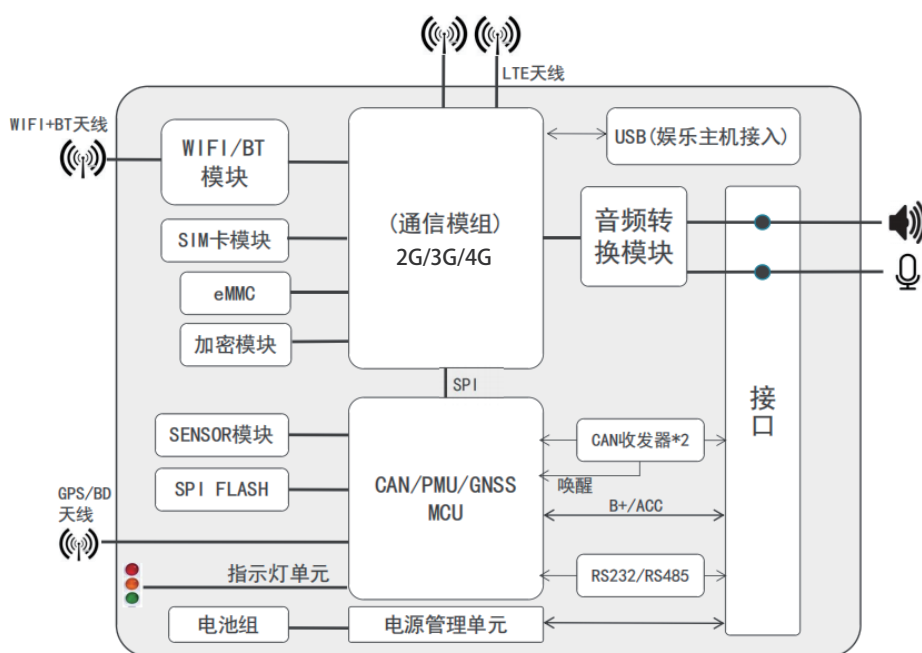 LTE天线
WIFI+BT天线
WIFI/BT
模块
USB(娱乐主机接入)
(通信模组)
2G/3G/4G
音频转
换模块
SIM卡模块
eMMC
加密模块
SPI
接
口
SENSOR模块
CAN收发器*2
SPI FLASH
CAN/PMU/GNSS
MCU
唤醒
GPS/BD
天线
B+/ACC
指示灯单元
RS232/RS485
电池组
电源管理单元